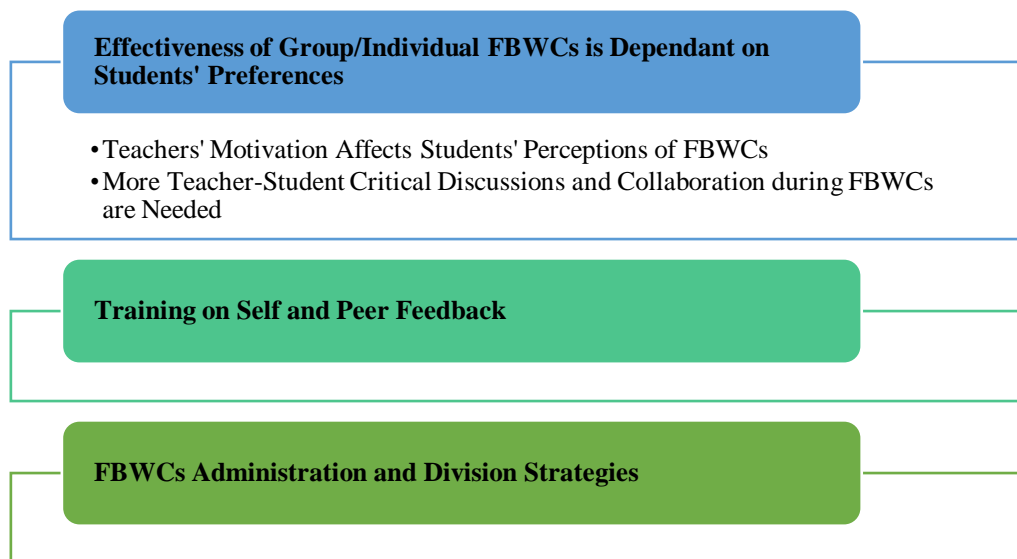 Effectiveness of Group/Individual FBWCs is Dependant on
Students' Preferences
•Teachers' Motivation Affects Students' Perceptions of FBWCs
•More Teacher-Student Critical Discussions and Collaboration during FBWCs
are Needed
Training on Self and Peer Feedback
FBWCs Administration and Division Strategies